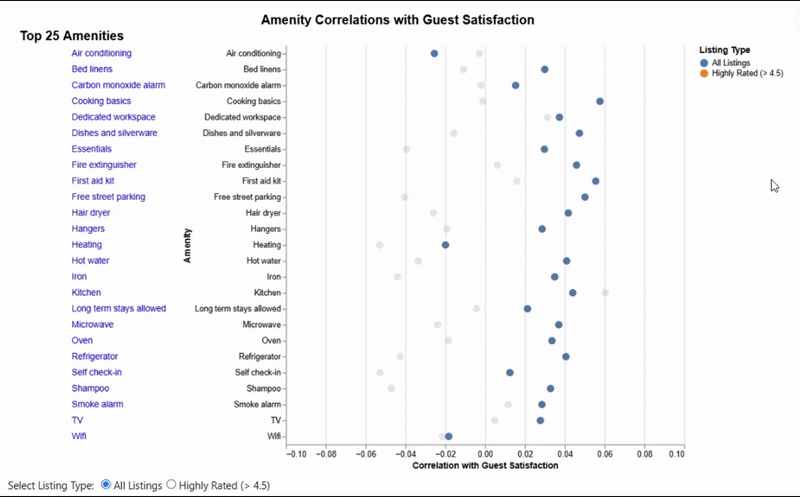 Amenity Correlations with Guest Satisfaction
Top 25 Amenities
Air conditioning
Bed linens
Carbon monoxide alarm
Cooking basics
Dedicated workspace
Dishes and silverware
Essentials
Fire extinguisher
First aid kit
Free street parking
Hair dryer
Hangers
Heating
Hot water
Iron
Kitchen
Long term stays allowed
Microwave
Oven
Refrigerator
Self check-in
Shampoo
Smoke alarm
TV
Wifi
Amenity
Air conditioning
Bed linens
Carbon monoxide alarm
Cooking basics
Dedicated workspace
Dishes and silverware
Essentials
Fire extinguisher
First aid kit
Free street parking
Hair dryer
Hangers
Heating
Hot water
Iron
Kitchen
Long term stays allowed
Microwave
Oven
Refrigerator
Self check-in
Shampoo
Smoke alarm
TV
Wifi
−0.10 −0.08 −0.06 −0.04 −0.02 0.00 0.02 0.04 0.06 0.08 0.10
Correlation with Guest Satisfaction
Listing Type
All Listings
Highly Rated (> 4.5)
Select Listing Type: All Listings Highly Rated (> 4.5)